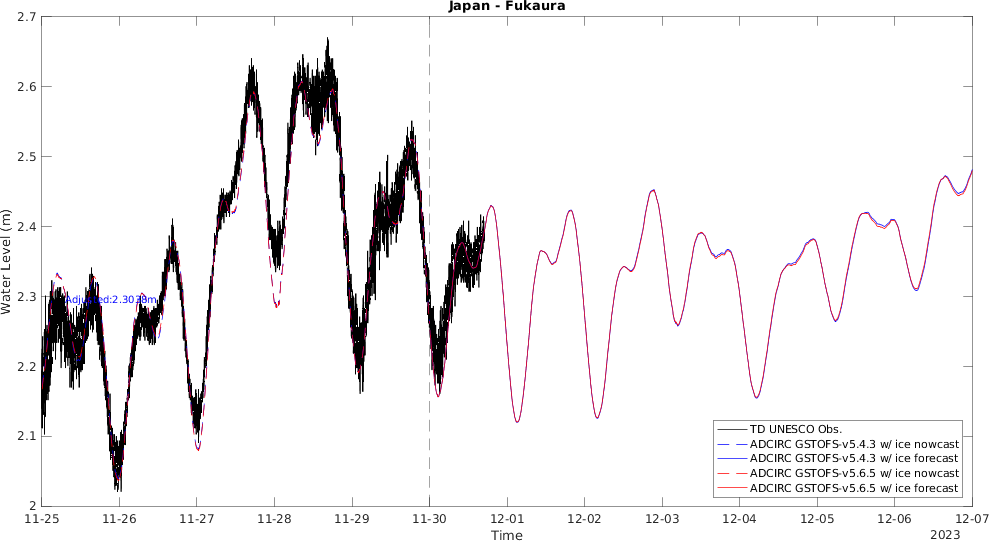 Japan - Fukaura
2.7
2.6
2.5
2.4
2.3
2.2
2.1
2
Water Level (m)
Adjusted:2.3028m
TD UNESCO Obs.
ADCIRC GSTOFS-v5.4.3 w/ ice nowcast
ADCIRC GSTOFS-v5.4.3 w/ ice forecast
ADCIRC GSTOFS-v5.6.5 w/ ice nowcast
ADCIRC GSTOFS-v5.6.5 w/ ice forecast
11-25 11-26 11-27 11-28 11-29 11-30 12-01 12-02 12-03 12-04 12-05 12-06 12-07
Time
2023